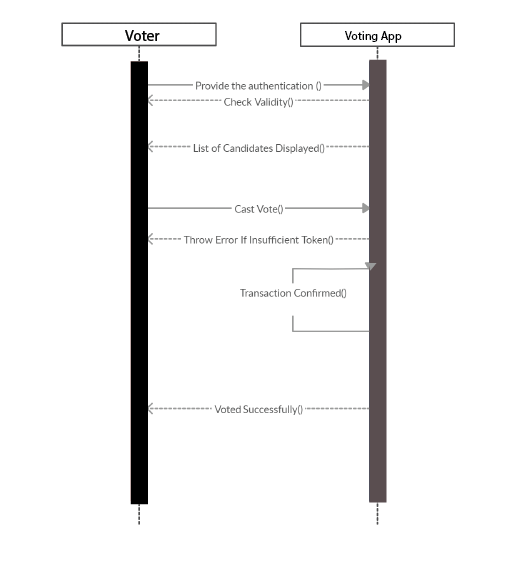 Voter
Voting App
Provide the authentication ()
Check Validity()
List of Candidates Displayed()
Cast Vote()
Throw Error If Insufficient Token()
Transaction Confirmed()
Voted Successfully()